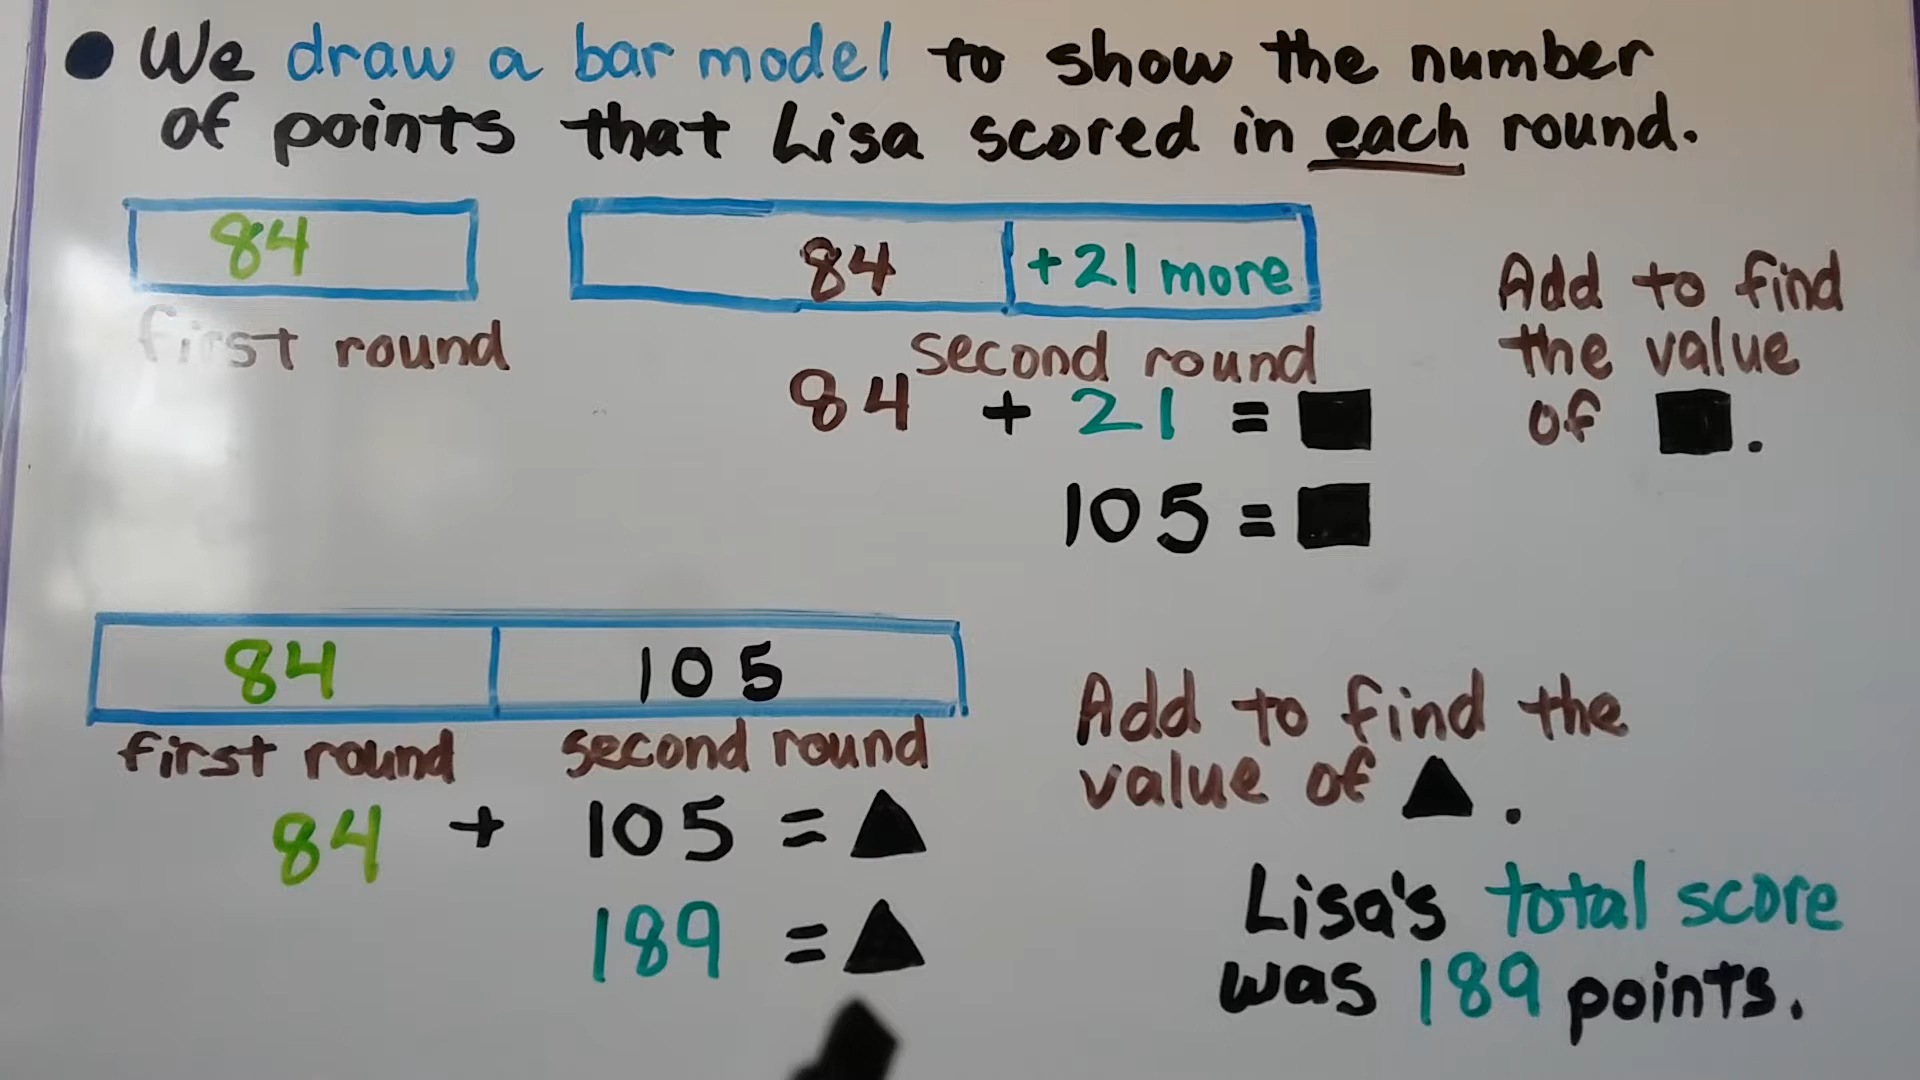 • We draw a bar model to show the number
of points that Lisa scored in each round.
84
84 +21 more
first round
second round
84 + 21 = ■
105 = ■
Add to find
the value
of ■.
84 105
first round second round
84 + 105 = ▲
189 = ▲
Add to find the
value of ▲.
Lisa's total score
was 189 points.